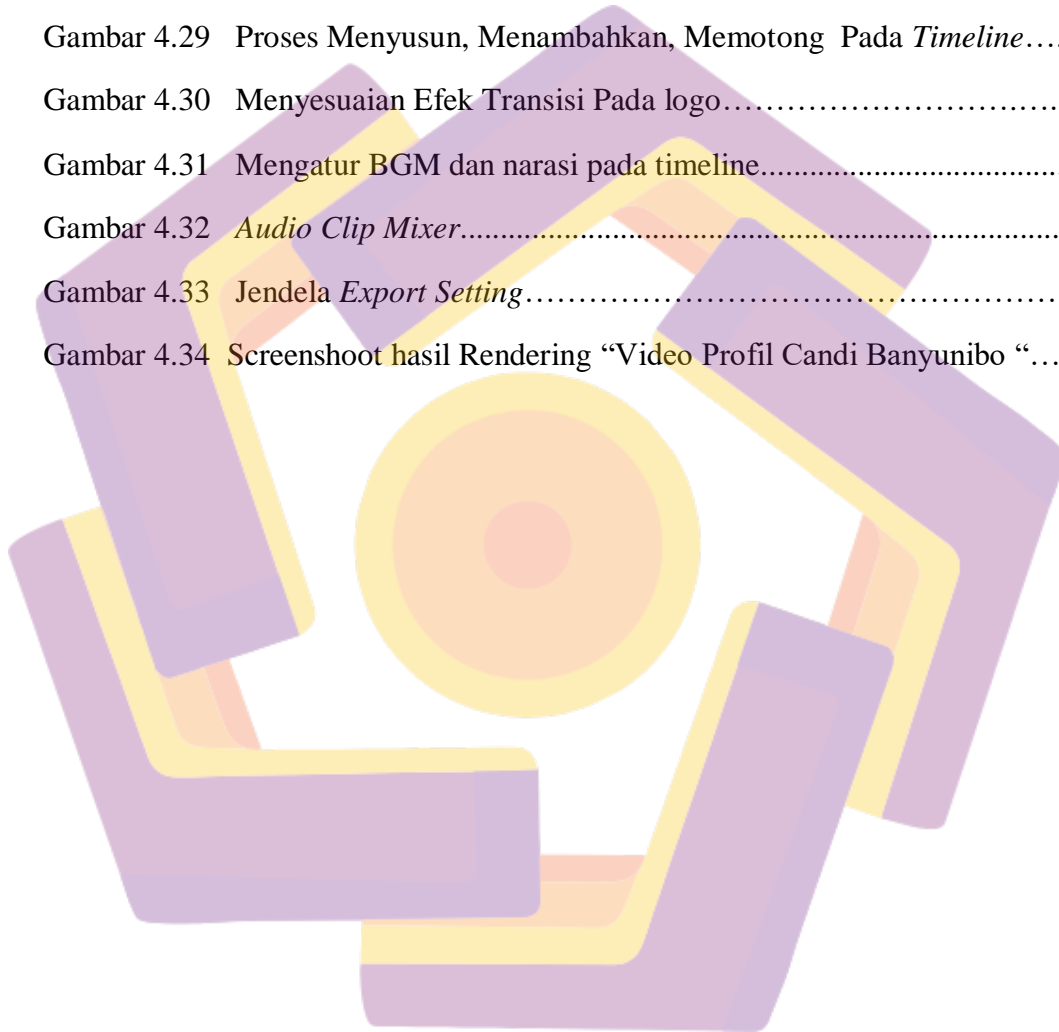 Gambar 4.29 Proses Menyusun, Menambahkan, Memotong Pada Timeline….
Gambar 4.30 Menyesuaian Efek Transisi Pada logo……………………………
Gambar 4.31 Mengatur BGM dan narasi pada timeline.....................................
Gambar 4.32 Audio Clip Mixer..........................................................................
Gambar 4.33 Jendela Export Setting………………………………………………
Gambar 4.34 Screenshoot hasil Rendering “Video Profil Candi Banyunibo “…